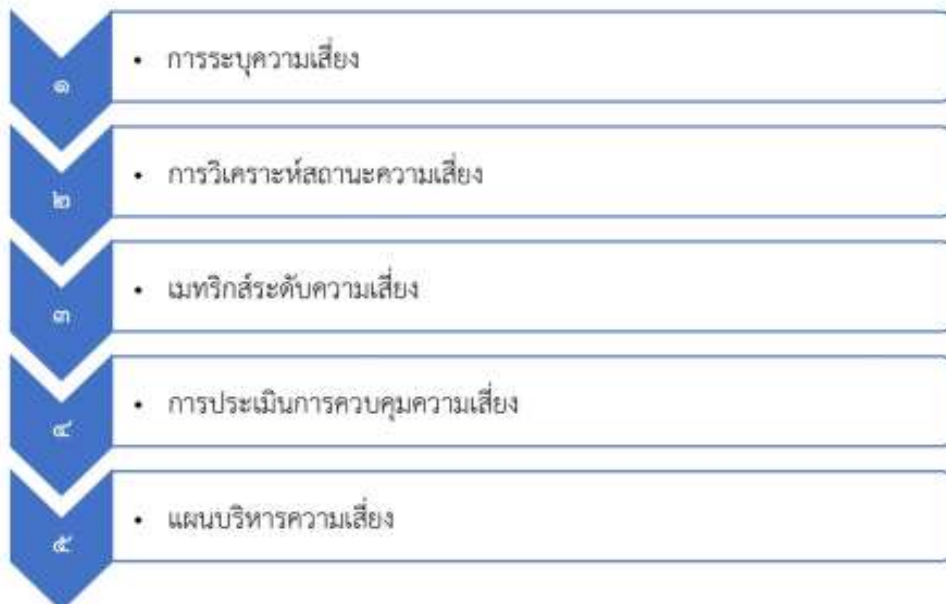 ๑
• การระบุความเสี่ยง
๒
• การวิเคราะห์สถานะความเสี่ยง
๓
• เมทริกส์ระดับความเสี่ยง
๔
• การประเมินการควบคุมความเสี่ยง
๕
• แผนบริหารความเสี่ยง